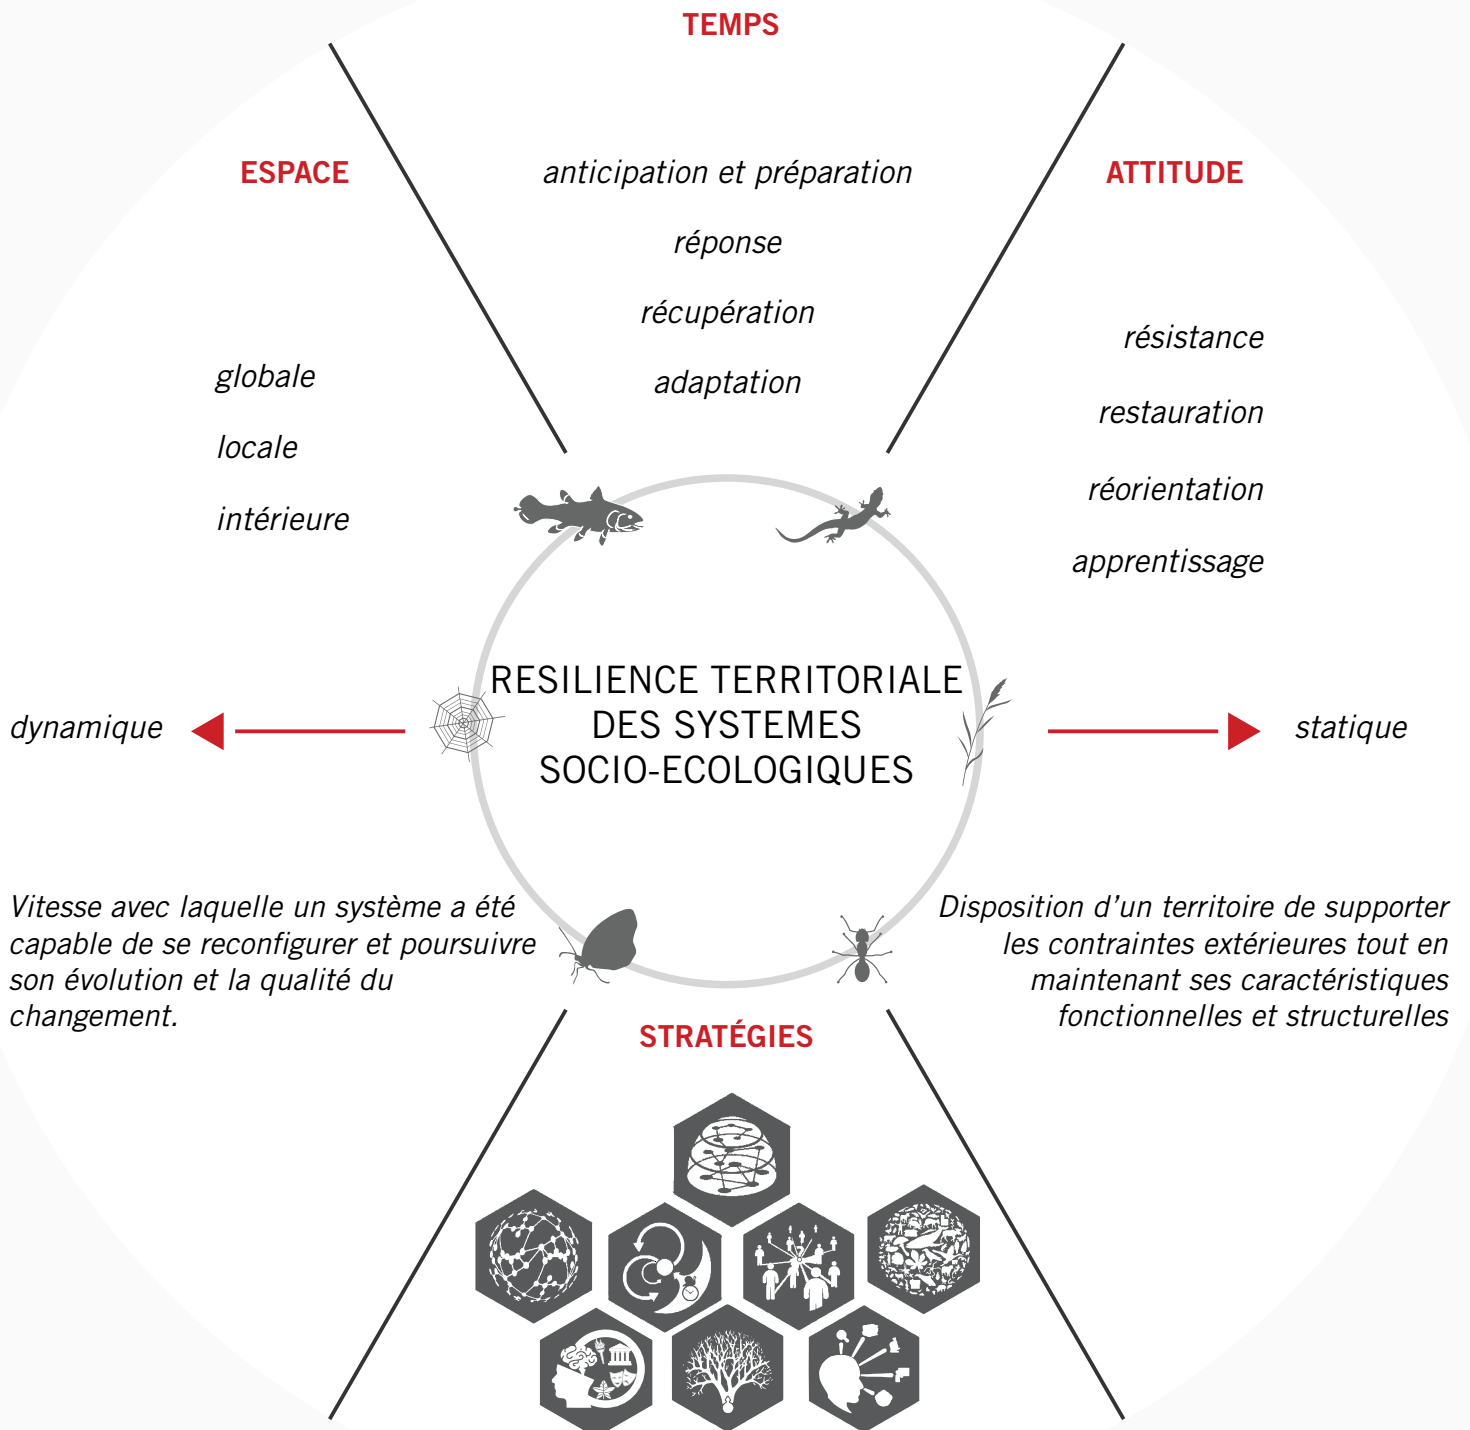 TEMPS
ESPACE
anticipation et préparation
réponse
récupération
adaptation
ATTITUDE
globale
locale
intérieure
résistance
restauration
réorientation
apprentissage
RESILIENCE TERRITORIALE
DES SYSTEMES
SOCIO-ECOLOGIQUES
dynamique
statique
Vitesse avec laquelle un système a été
capable de se reconfigurer et poursuivre
son évolution et la qualité du
changement.
Disposition d’un territoire de supporter
les contraintes extérieures tout en
maintenant ses caractéristiques
fonctionnelles et structurelles
STRATÉGIES